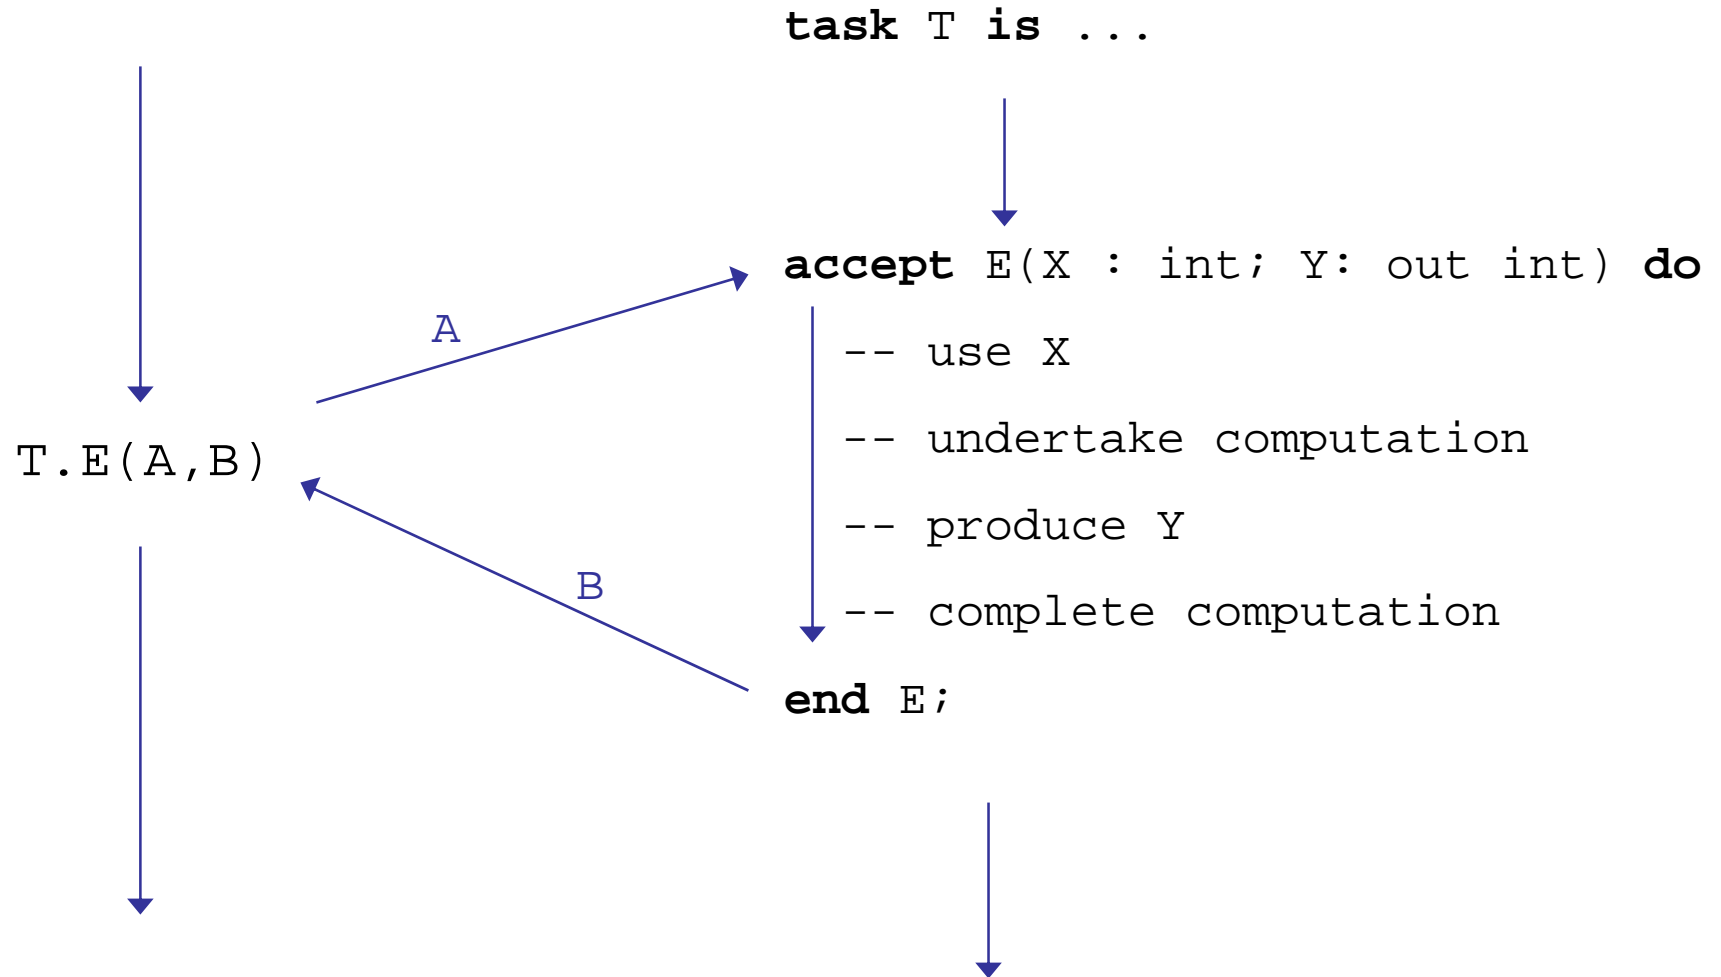 task T is ...
accept E(X : int; Y: out int) do
A
-- use X
-- undertake computation
T.E(A,B)
-- produce Y
B
-- complete computation
end E;